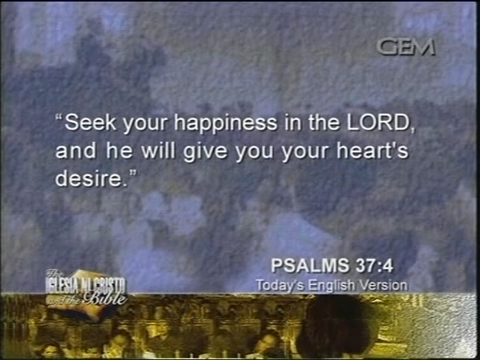 GEM
“Seek your happiness in the LORD,
and he will give you your heart's
desire.”
PSALMS 37:4
Today's English Version
The
IGLESIA NI CRISTO
and the Bible